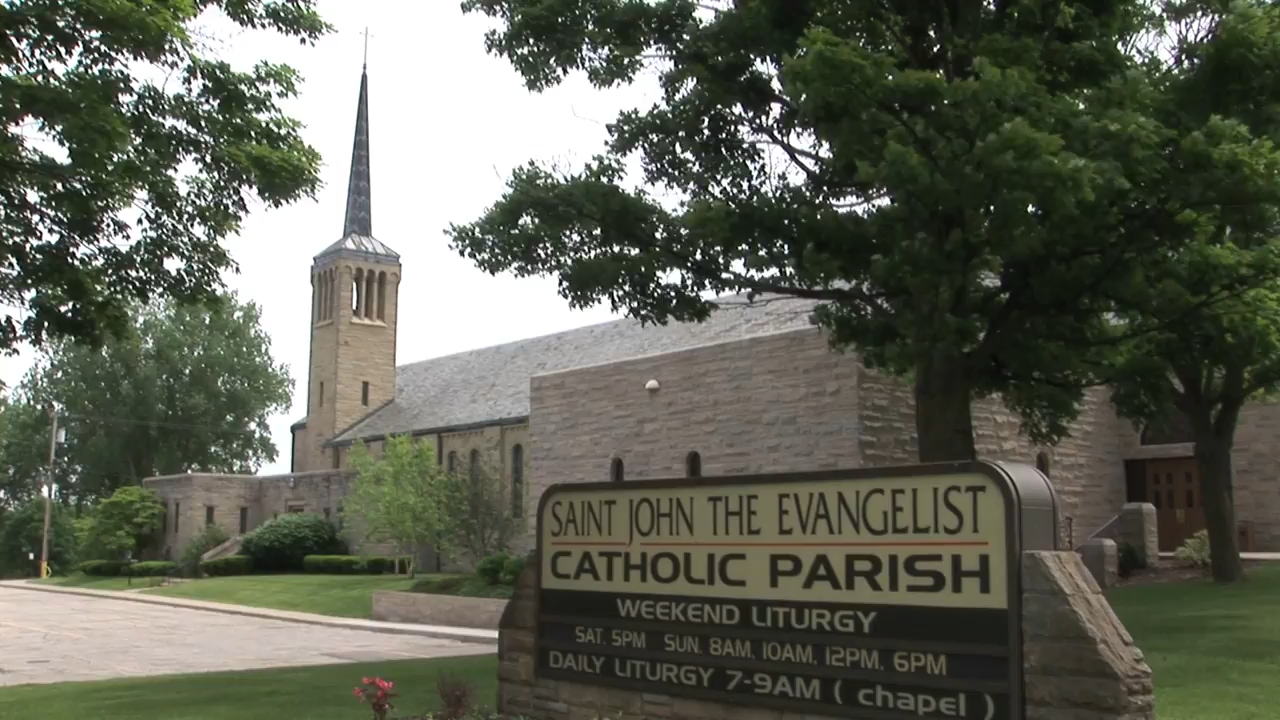 SAINT JOHN THE EVANGELIST
CATHOLIC PARISH
WEEKEND LITURGY
SAT. 5PM SUN. 8AM. 10AM. 12PM. 6PM
DAILY LITURGY 7-9AM ( chapel )